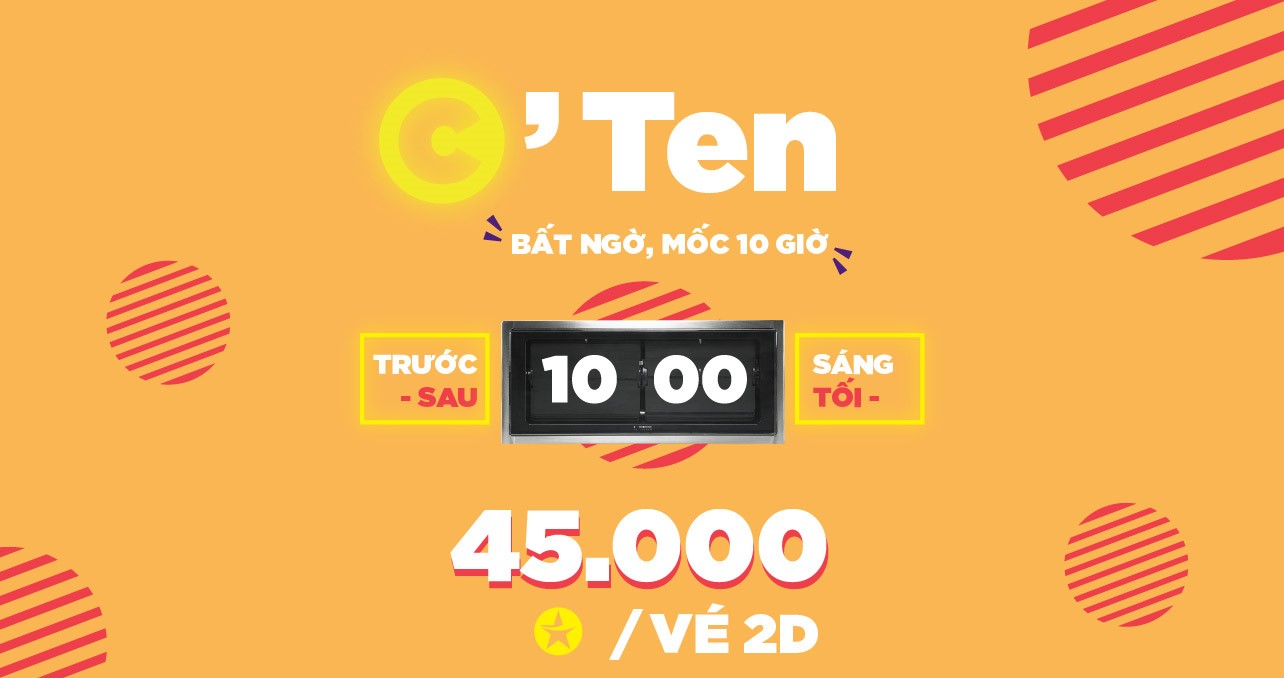 C'Ten
BẤT NGỜ, MỐC 10 GIỜ
TRƯỚC
- SAU
10 00
SÁNG
TỐI -
45.000
/VÉ 2D